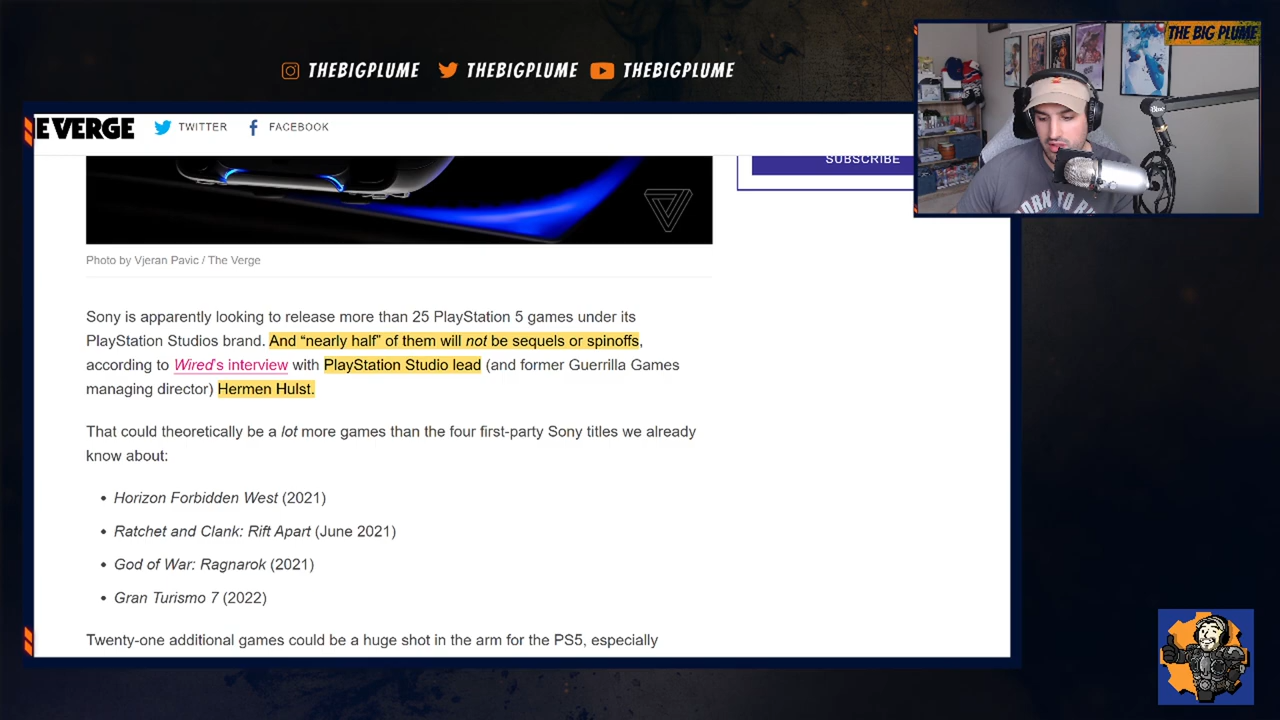 THEBIGPLUME THEBIGPLUME THEBIGPLUME
THE BIG PLUME
E VERGE TWITTER FACEBOOK
SUBSCRIBE
Photo by Vjeran Pavic / The Verge
Sony is apparently looking to release more than 25 PlayStation 5 games under its
PlayStation Studios brand. And “nearly half” of them will not be sequels or spinoffs,
according to Wired’s interview with PlayStation Studio lead (and former Guerrilla Games
managing director) Hermen Hulst.
That could theoretically be a lot more games than the four first-party Sony titles we already
know about:
• Horizon Forbidden West (2021)
• Ratchet and Clank: Rift Apart (June 2021)
• God of War: Ragnarok (2021)
• Gran Turismo 7 (2022)
Twenty-one additional games could be a huge shot in the arm for the PS5, especially